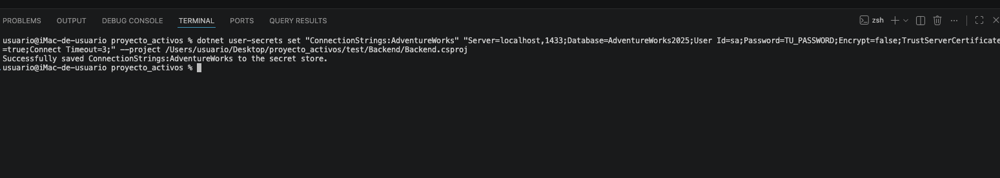 PROBLEMS OUTPUT DEBUG CONSOLE TERMINAL PORTS QUERY RESULTS zsh
usuario@iMac-de-usuario proyecto_activos % dotnet user-secrets set "ConnectionStrings:AdventureWorks" "Server=localhost,1433;Database=AdventureWorks2025;User Id=sa;Password=TU_PASSWORD;Encrypt=false;TrustServerCertificate
=true;Connect Timeout=3;" --project /Users/usuario/Desktop/proyecto_activos/test/Backend/Backend.csproj
Successfully saved ConnectionStrings:AdventureWorks to the secret store.
usuario@iMac-de-usuario proyecto_activos %